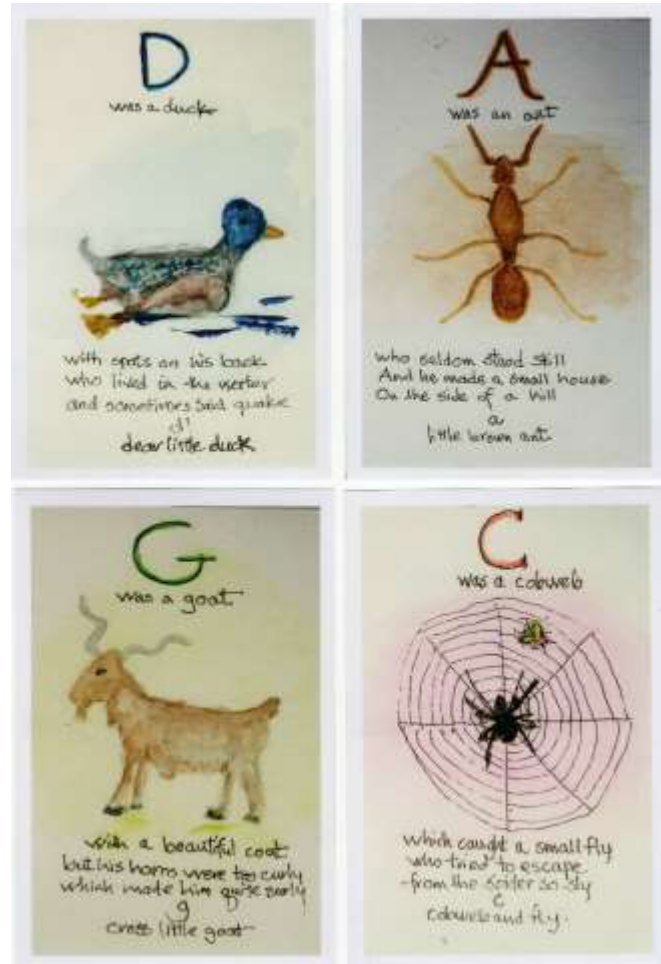 D
was a duck
with spots on his back
who lived in the werter
and sometimes said quake
d!
dear little duck
A
was an ant
who seldom stood still
And he made a small house
On the side of a hill
a
little brown ant
G
was a goat
with a beautiful coat
but his horns were too curly
which made him quite surly
g
cross little goat
C
was a cobweb
which caught a small fly
who tried to escape
from the spider so sly
C
cobweb and fly.